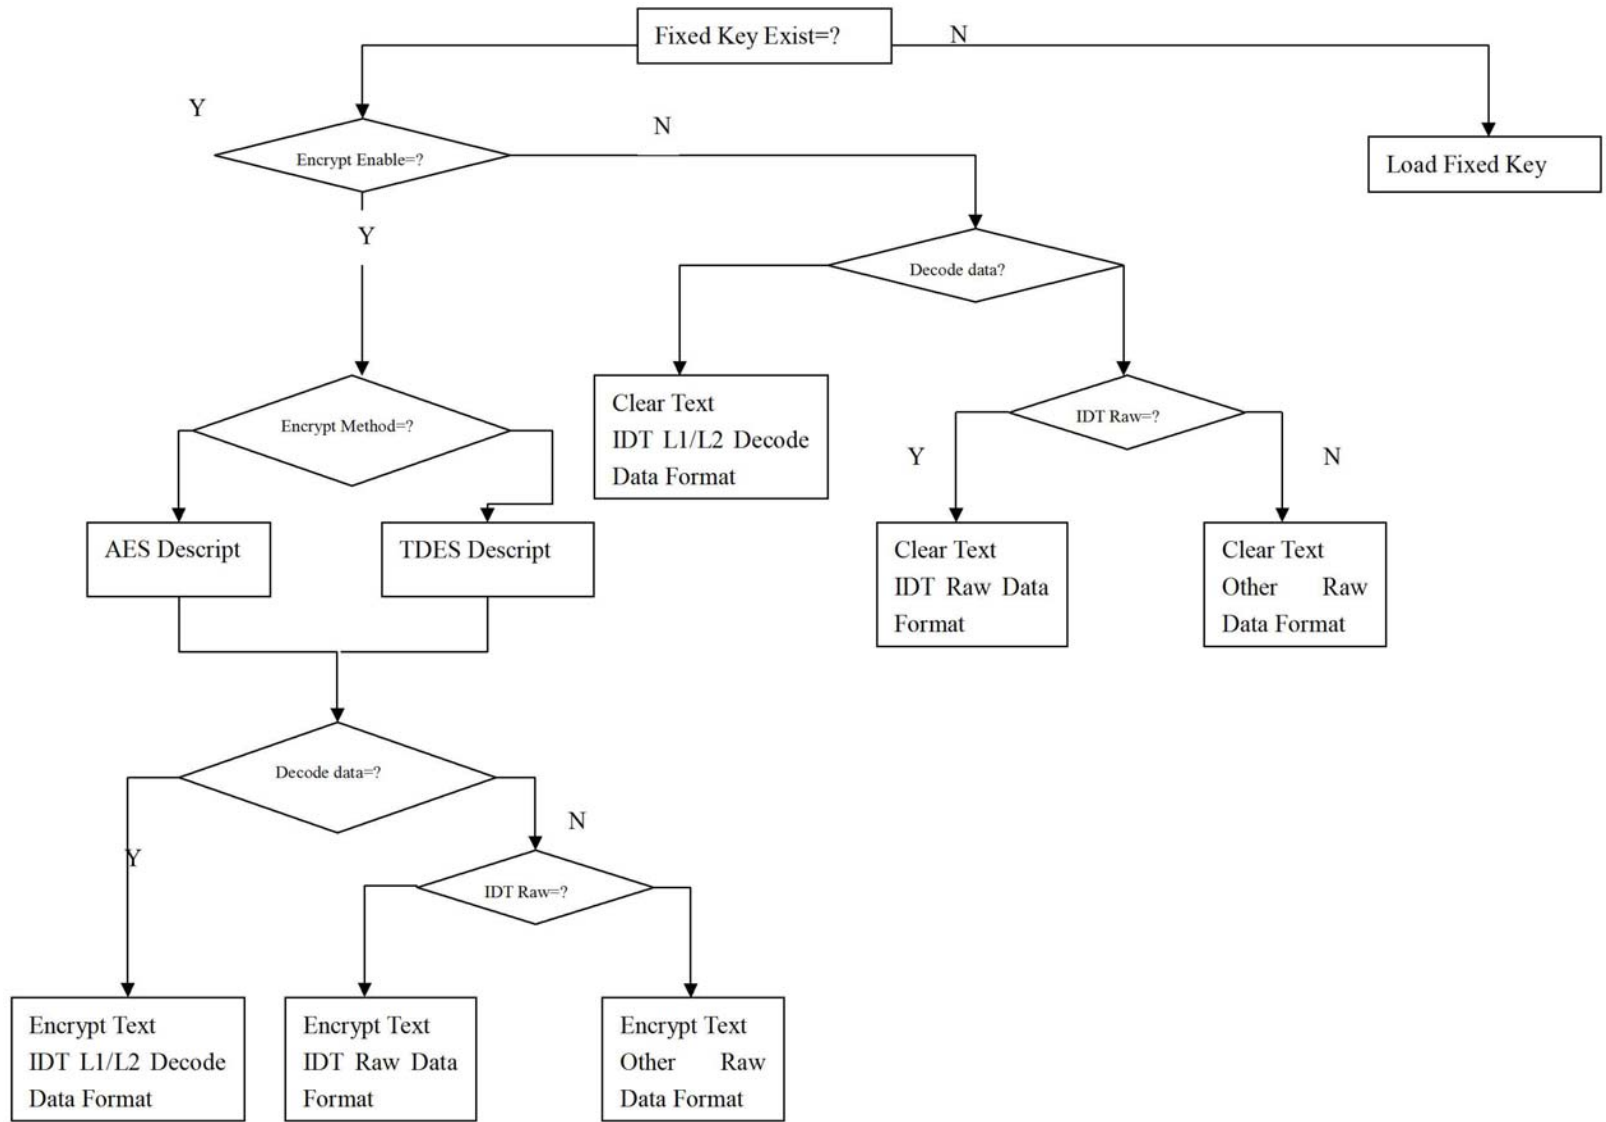 Fixed Key Exist=?
N
Y
N
Encrypt Enable=?
Load Fixed Key
Y
Decode data?
Clear Text
IDT L1/L2 Decode
Data Format
IDT Raw=?
Encrypt Method=?
Y
N
AES Descript
TDES Descript
Clear Text
IDT Raw Data
Format
Clear Text
Other Raw
Data Format
Decode data=?
N
Y
IDT Raw=?
Encrypt Text
IDT L1/L2 Decode
Data Format
Encrypt Text
IDT Raw Data
Format
Encrypt Text
Other Raw
Data Format